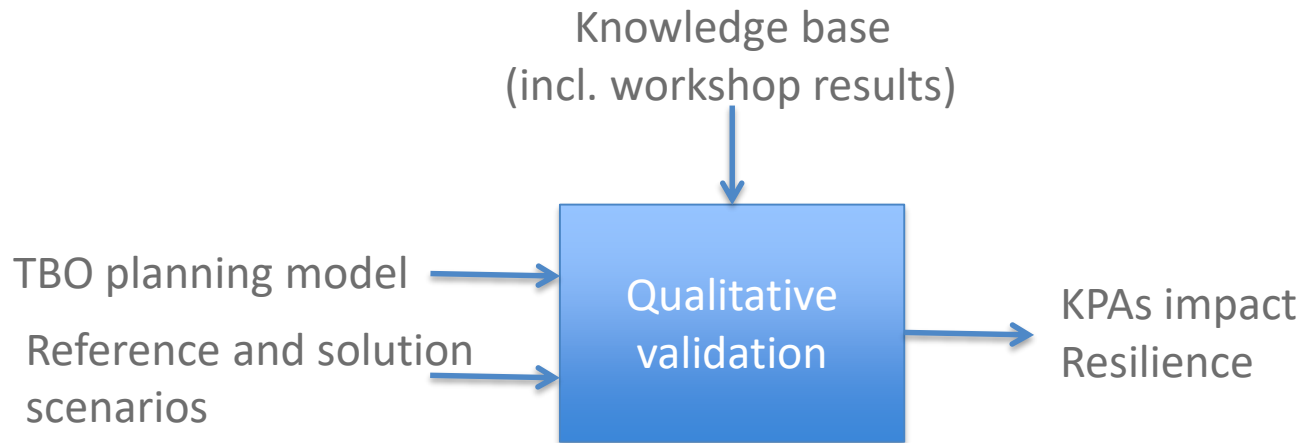 Knowledge base
(incl. workshop results)
TBO planning model
Reference and solution
scenarios
Qualitative
validation
KPAs impact
Resilience